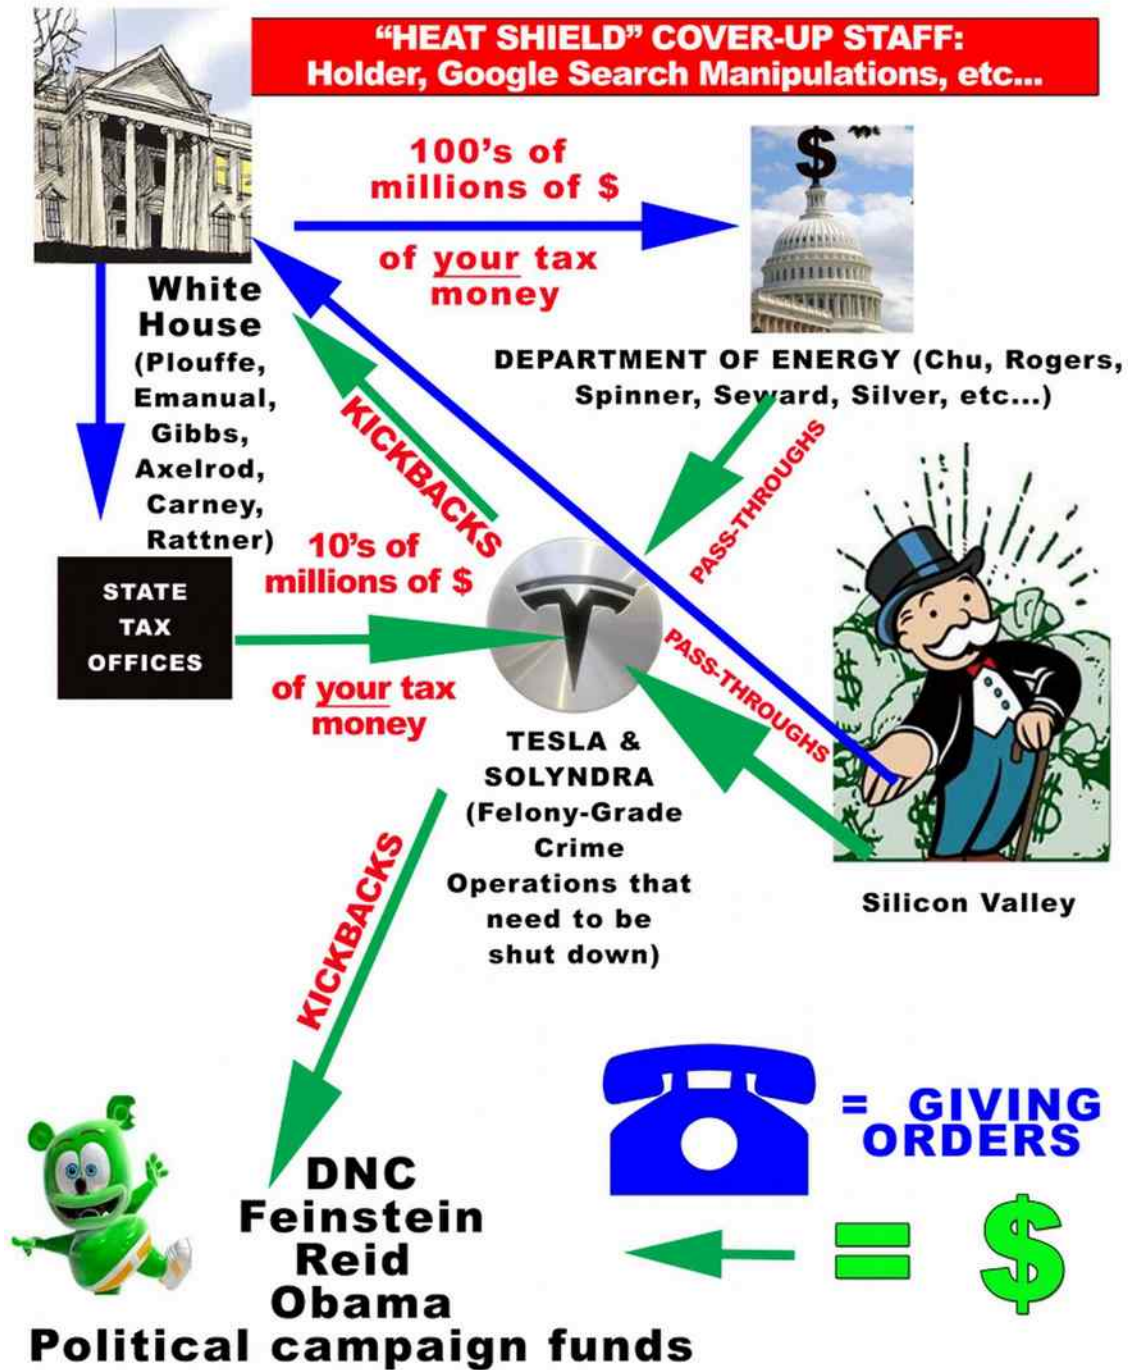 “HEAT SHIELD” COVER-UP STAFF:
Holder, Google Search Manipulations, etc...
100's of
millions of $
of your tax
money
$
White
House
(Plouffe,
Emanual,
Gibbs,
Axelrod,
Carney,
Rattner)
DEPARTMENT OF ENERGY (Chu, Rogers,
Spinner, Seward, Silver, etc...)
KICKBACKS
PASS-THROUGHS
10's of
millions of $
STATE
TAX
OFFICES
of your tax
money
PASS-THROUGHS
TESLA &
SOLYNDRA
(Felony-Grade
Crime
Operations that
need to be
shut down)
Silicon Valley
KICKBACKS
= GIVING
ORDERS
DNC
Feinstein
Reid
Obama
Political campaign funds
= $